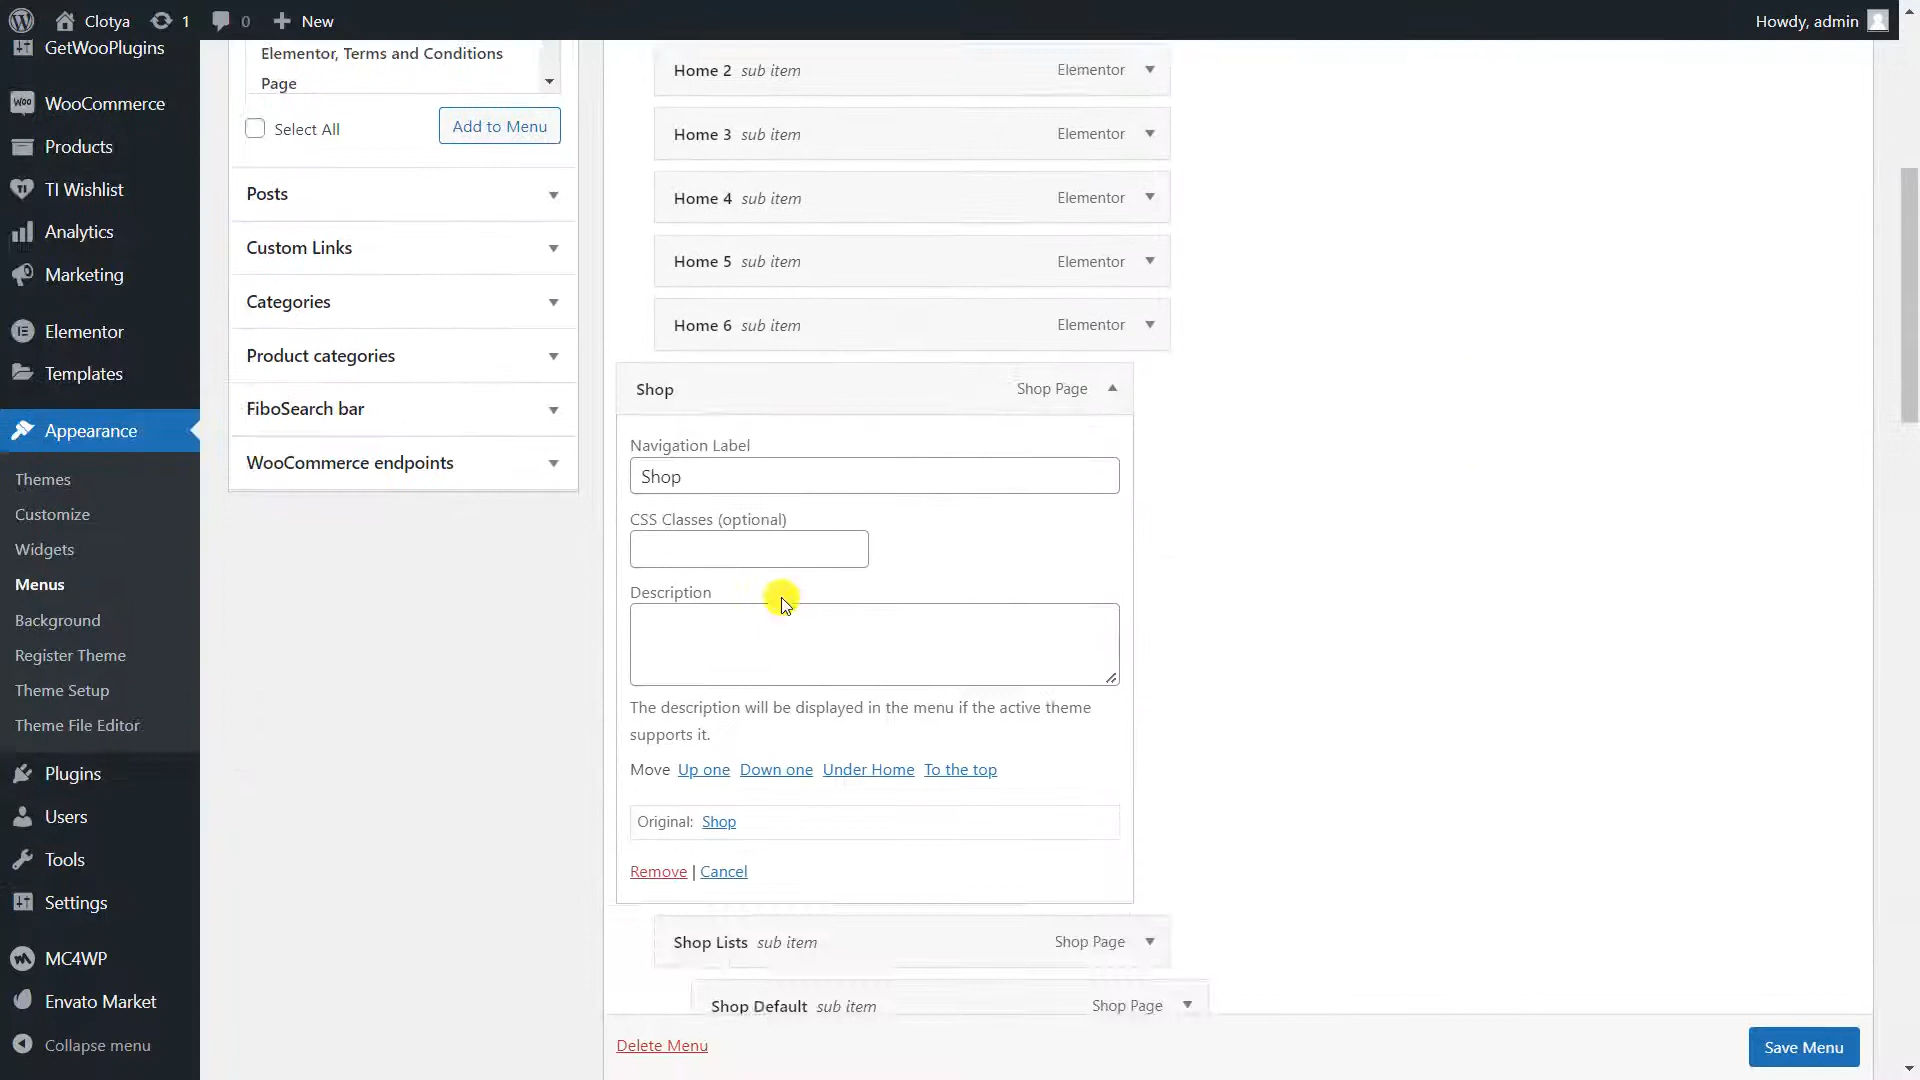 Clotya
1
0
New
Howdy, admin
GetWooPlugins
WooCommerce
Products
TI Wishlist
Analytics
Marketing
Elementor
Templates
Appearance
Themes
Customize
Widgets
Menus
Background
Register Theme
Theme Setup
Theme File Editor
Plugins
Users
Tools
Settings
MC4WP
Envato Market
Collapse menu
Elementor, Terms and Conditions
Page
Select All
Add to Menu
Posts
Custom Links
Categories
Product categories
FiboSearch bar
WooCommerce endpoints
Home 2 sub item Elementor
Home 3 sub item Elementor
Home 4 sub item Elementor
Home 5 sub item Elementor
Home 6 sub item Elementor
Shop Shop Page
Navigation Label
Shop
CSS Classes (optional)
Description
The description will be displayed in the menu if the active theme
supports it.
Move Up one Down one Under Home To the top
Original: Shop
Remove | Cancel
Shop Lists sub item Shop Page
Shop Default sub item Shop Page
Delete Menu
Save Menu